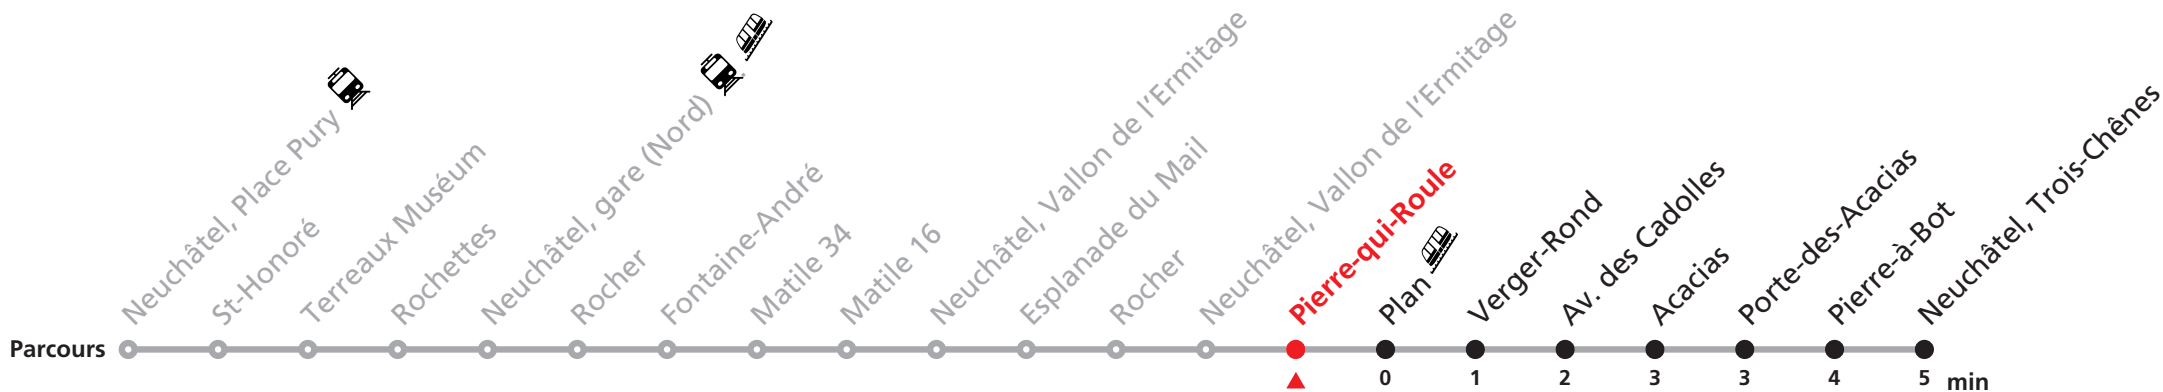 Neuchâtel, Place Pury
St-Honoré
Terreaux Muséum
Rochettes
Neuchâtel, gare (Nord)
Rocher
Fontaine-André
Matile 34
Matile 16
Neuchâtel, Vallon de l'Ermitage
Esplanade du Mail
Rocher
Neuchâtel, Vallon de l'Ermitage
Pierre-qui-Roule
Plan
Verger-Rond
Av. des Cadolles
Acacias
Porte-des-Acacias
Pierre-à-Bot
Neuchâtel, Trois-Chênes
Parcours
0 1 2 3 3 4 5 min